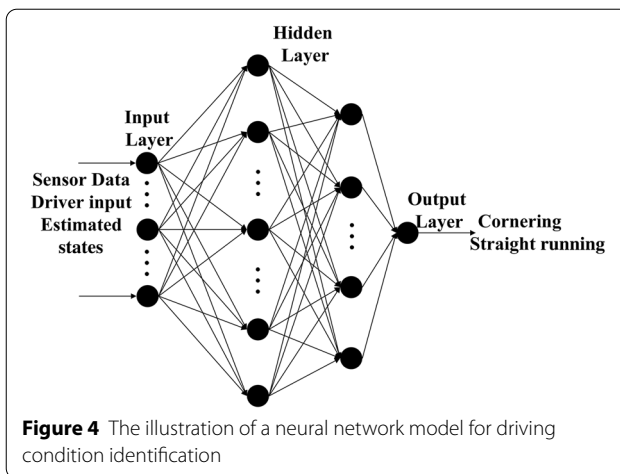 Hidden
Layer
Input
Layer
Sensor Data
Driver input
Estimated
states
Output
Layer
Cornering
Straight running
Figure 4 The illustration of a neural network model for driving
condition identification